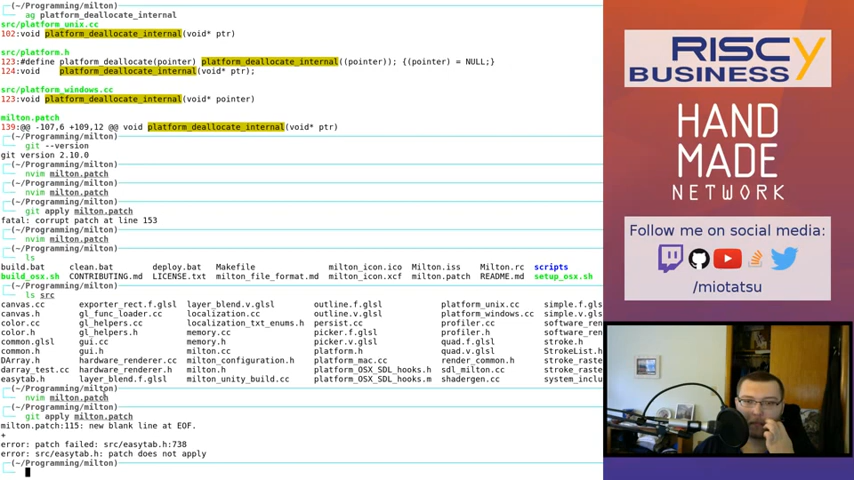 (~/Programming/milton)
ag platform_deallocate_internal
src/platform_unix.cc
102:void platform_deallocate_internal(void* ptr)
src/platform.h
123:#define platform_deallocate(pointer) platform_deallocate_internal((pointer)); {(pointer) = NULL;}
124:void    platform_deallocate_internal(void* ptr);
src/platform_windows.cc
123:void platform_deallocate_internal(void* pointer)
milton.patch
139:@@ -107,6 +109,12 @@ void platform_deallocate_internal(void* ptr)
(~/Programming/milton)
git --version
git version 2.10.0
(~/Programming/milton)
nvim milton.patch
(~/Programming/milton)
nvim milton.patch
(~/Programming/milton)
git apply milton.patch
fatal: corrupt patch at line 153
(~/Programming/milton)
nvim milton.patch
(~/Programming/milton)
ls
build.bat clean.bat deploy.bat Makefile milton_icon.ico Milton.iss Milton.rc scripts
build_osx.sh CONTRIBUTING.md LICENSE.txt milton_file_format.md milton_icon.xcf milton.patch README.md setup_osx.sh
(~/Programming/milton)
ls src
canvas.cc exporter_rect.f.glsl layer_blend.v.glsl outline.f.glsl platform_unix.cc simple.f.gls
canvas.h gl_func_loader.cc localization.cc outline.v.glsl platform_windows.cc simple.v.gls
color.cc gl_helpers.cc localization_txt_enums.h persist.cc profiler.cc software_ren
color.h gl_helpers.h memory.cc picker.f.glsl profiler.h software_ren
common.glsl gui.cc memory.h picker.v.glsl quad.f.glsl stroke.cc
common.h gui.h milton.cc platform.h quad.v.glsl StrokeList.h
DArray.h hardware_renderer.cc milton_configuration.h platform_mac.cc render_common.h stroke.h
darray_test.cc hardware_renderer.h milton.h platform_OSX_SDL_hooks.h sdl_milton.cc stroke_raste
easytab.h layer_blend.f.glsl milton_unity_build.cc platform_OSX_SDL_hooks.m shadergen.cc system_inclu
(~/Programming/milton)
nvim milton.patch
(~/Programming/milton)
git apply milton.patch
milton.patch:115: new blank line at EOF.
+
error: patch failed: src/easytab.h:738
error: src/easytab.h: patch does not apply
(~/Programming/milton)
RISCY
BUSINESS
HAND
MADE
NETWORK
Follow me on social media:
/miotatsu